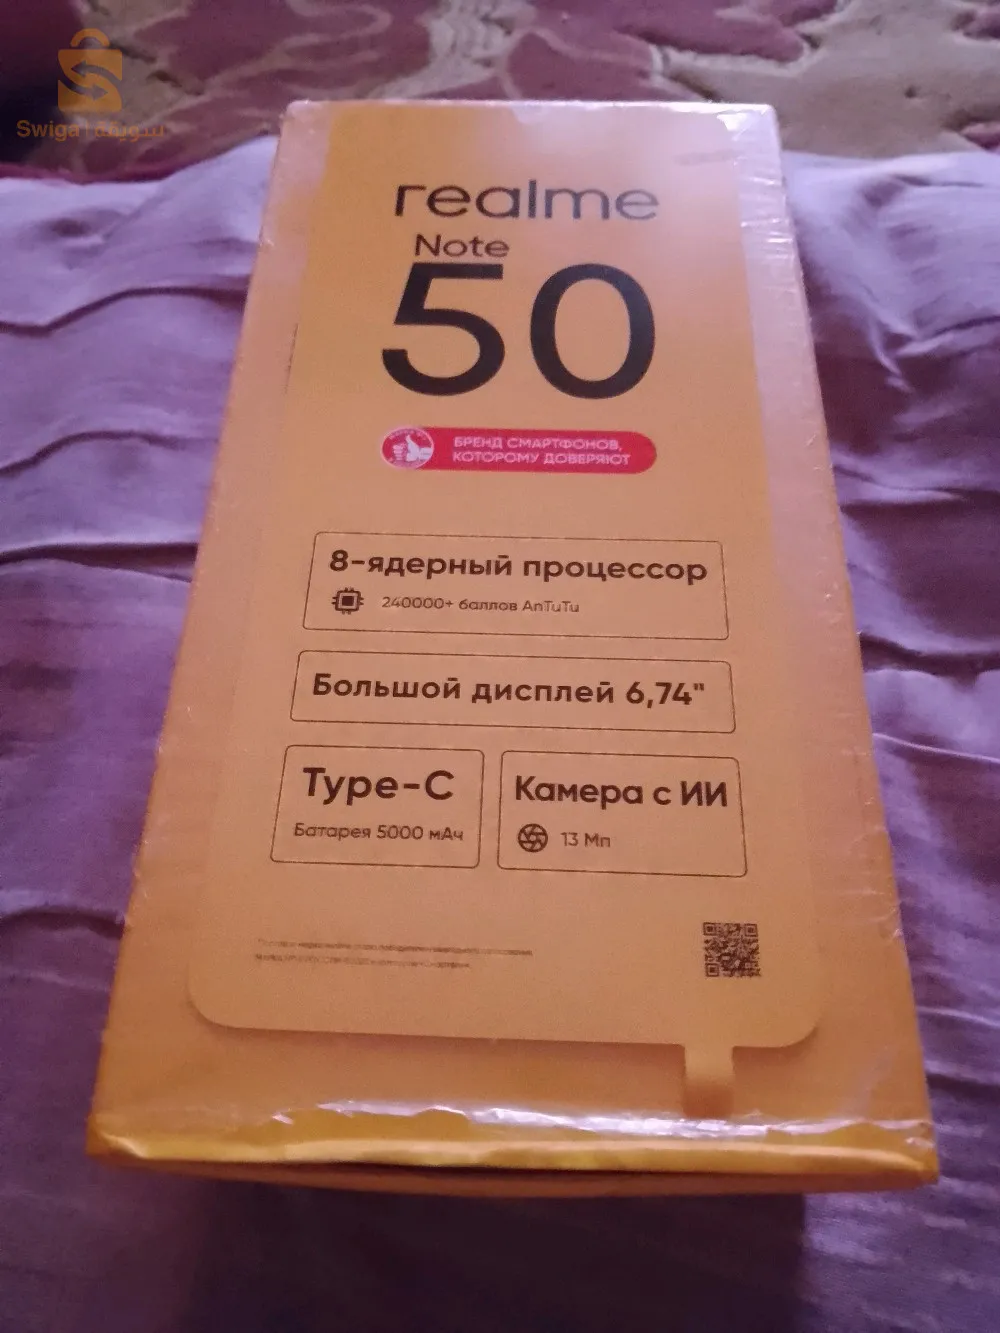 Swiga | سويقة
realme
Note
50
БРЕНД СМАРТФОНОВ,
КОТОРОМУ ДОВЕРЯЮТ
8-ядерный процессор
240000+ баллов AnTuTu
Большой дисплей 6,74"
Type-C
Батарея 5000 мАч
Камера с ИИ
13 Мп